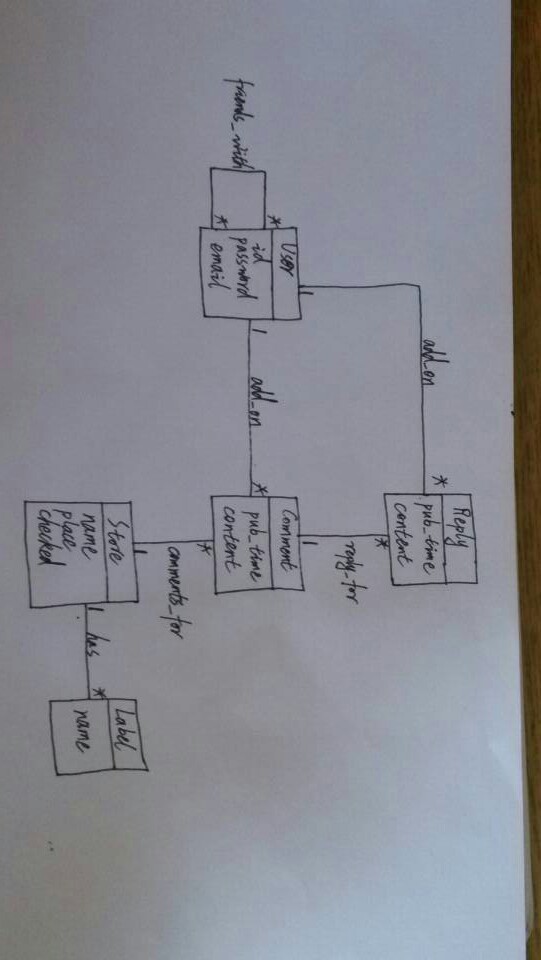 Reply
pub_time
content
add_on
*
*
reply_for
1
User
id
password
email
friends_with
*
*
1
1
add_on
*
Comment
pub_time
content
1
*
comments_for
Store
name
place
checked
1
has
*
Label
name